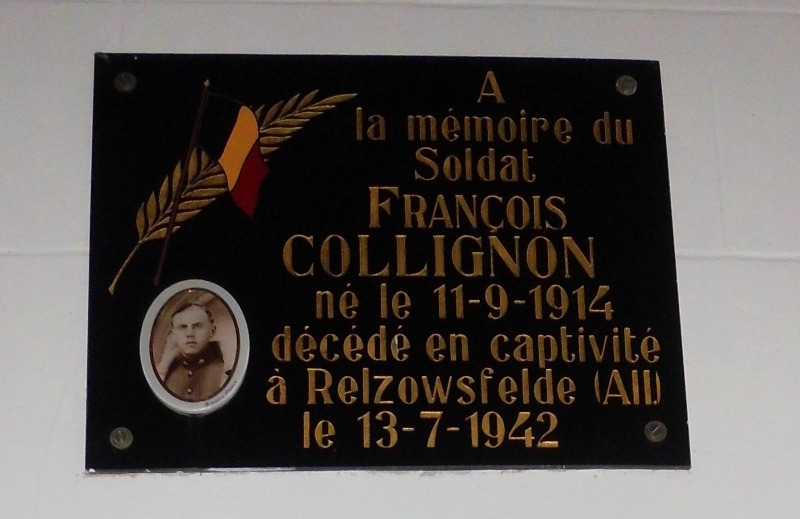 A
la mémoire du
Soldat
FRANÇOIS
COLLIGNON
né le 11-9-1914
décédé en captivité
à Relzowsfelde (All.)
le 13-7-1942